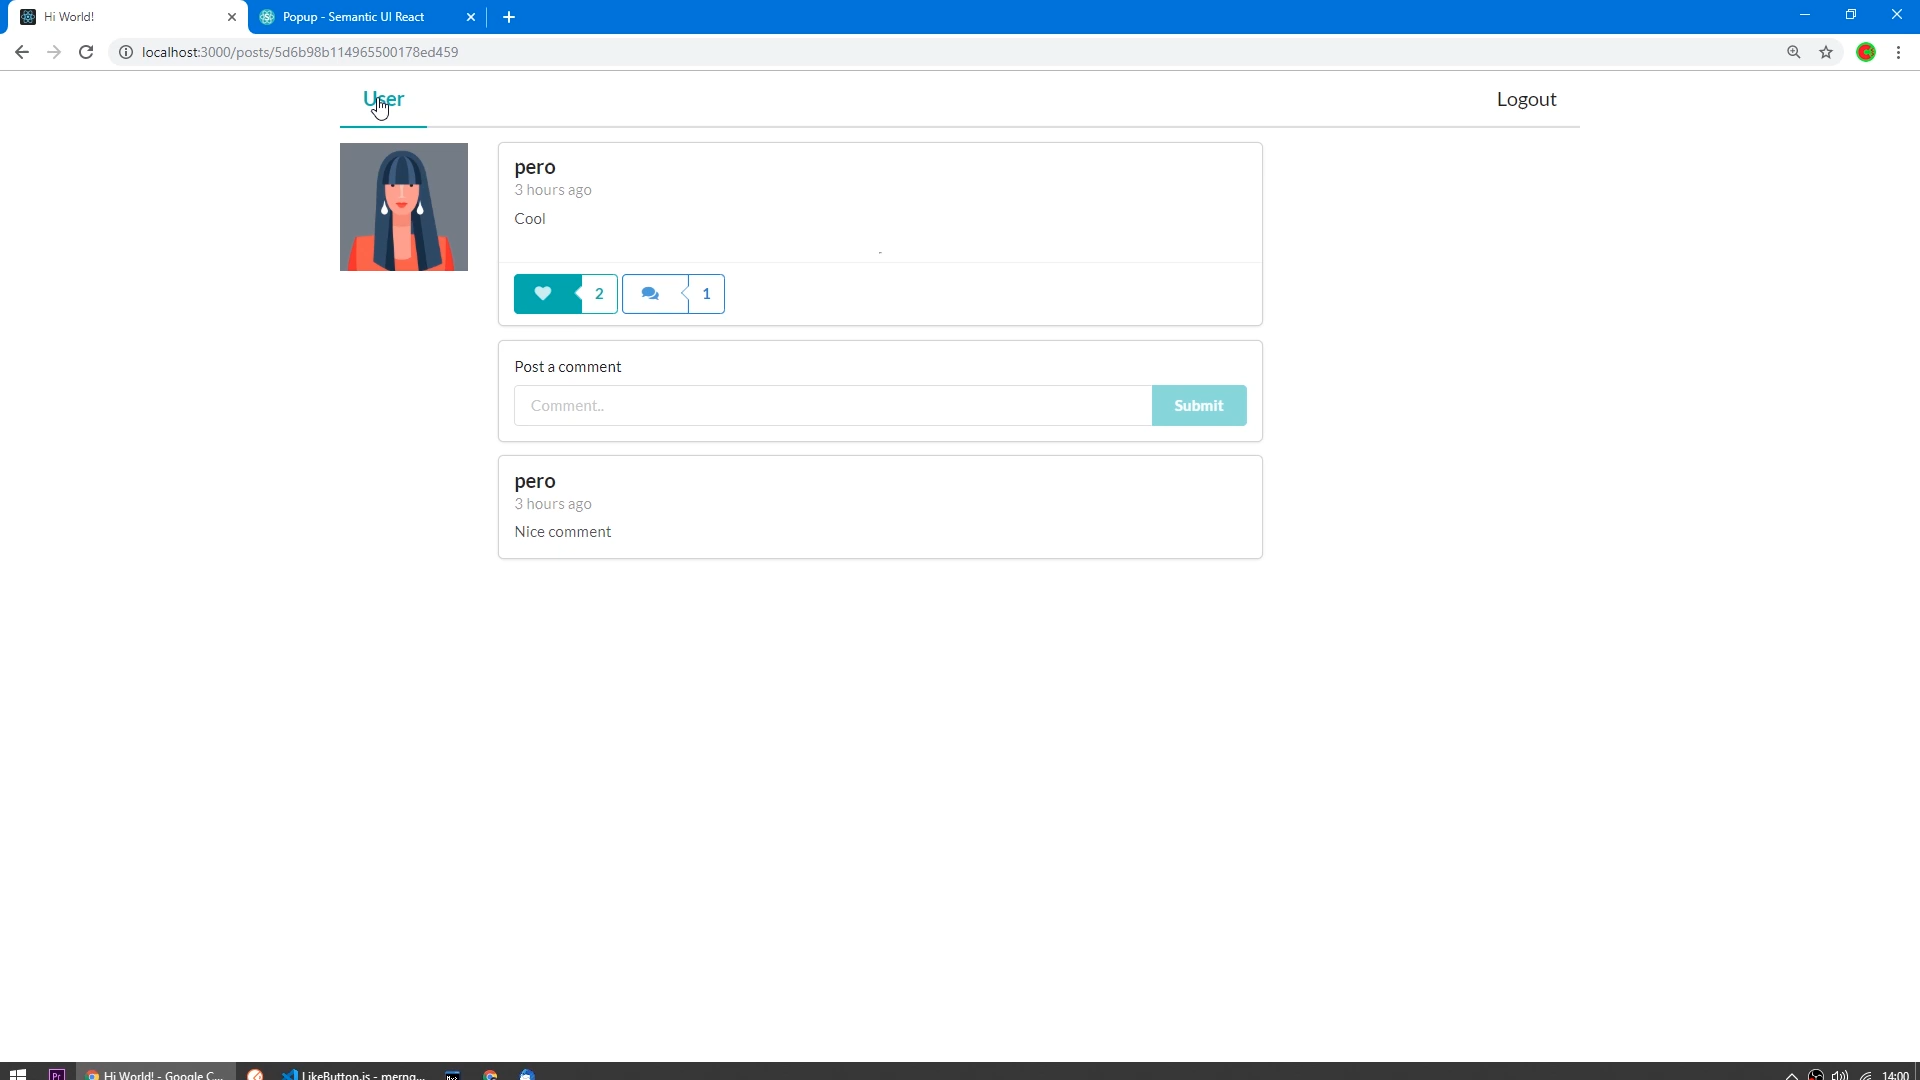 Hi World!
Popup - Semantic UI React
localhost:3000/posts/5d6b98b114965500178ed459
User
Logout
pero
3 hours ago
Cool
2
1
Post a comment
Comment..
Submit
pero
3 hours ago
Nice comment
Pr
Hi World! - Google C...
LikeButton.js - merng...
14:00